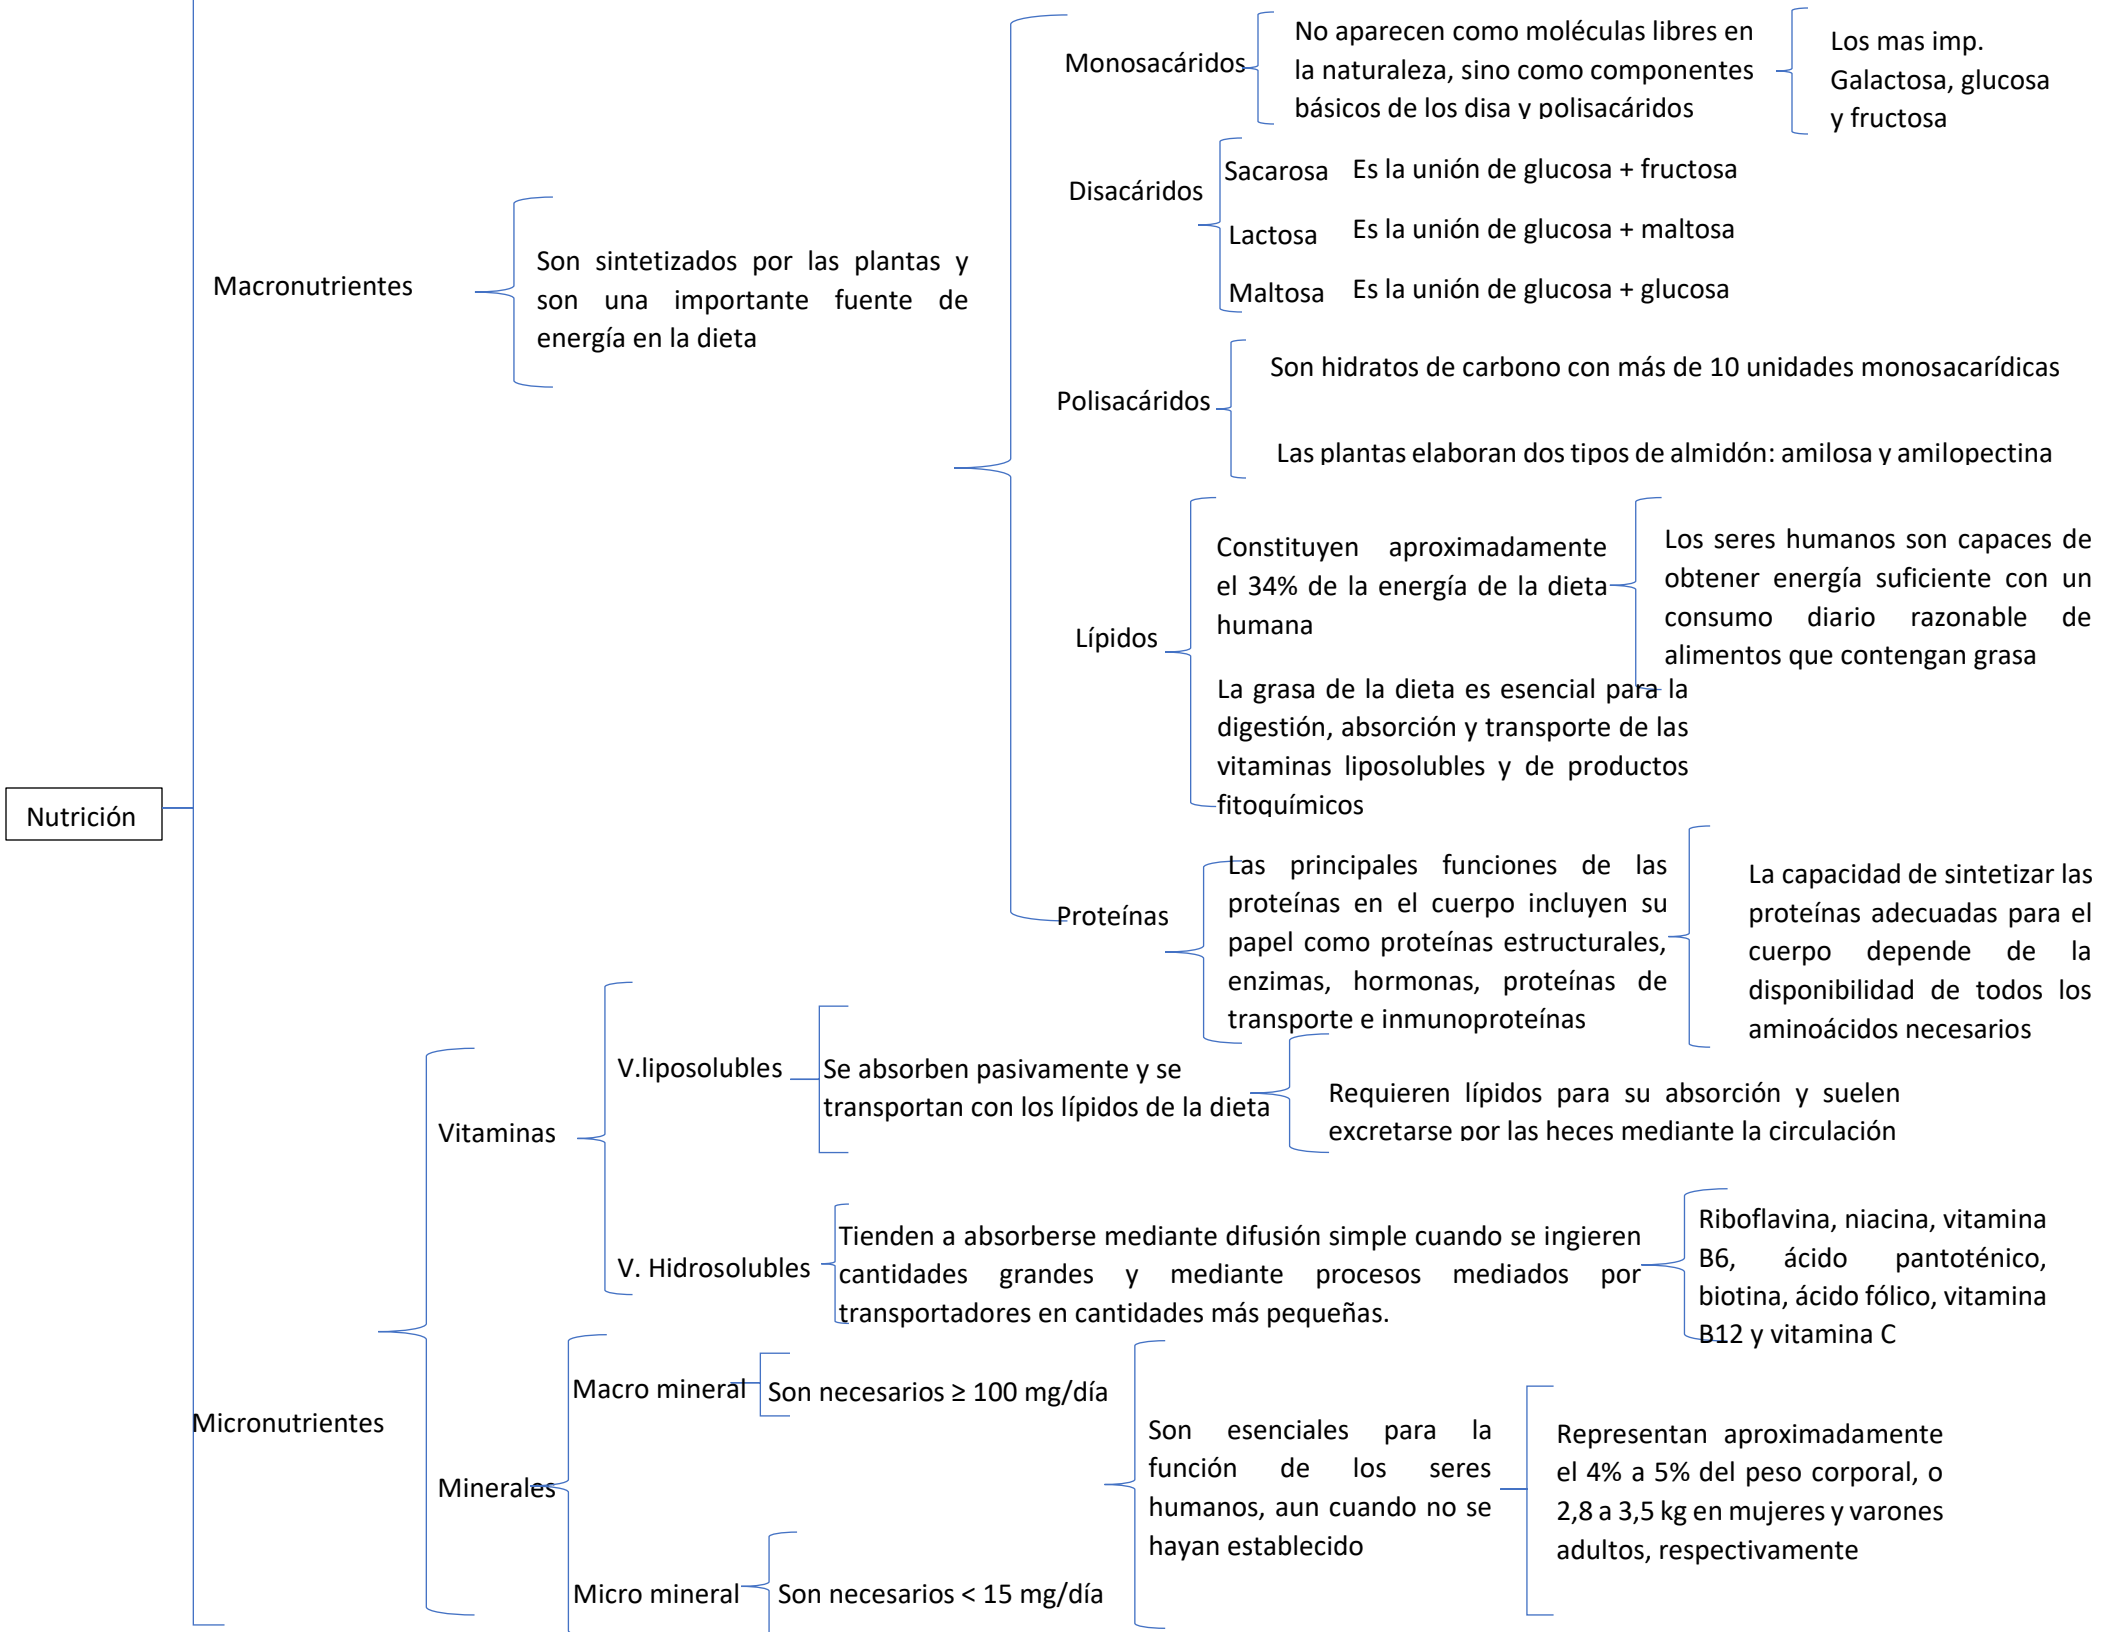 Nutrición
Macronutrientes
Son sintetizados por las plantas y
son una importante fuente de
energía en la dieta
Monosacáridos
No aparecen como moléculas libres en
la naturaleza, sino como componentes
básicos de los disa y polisacáridos
Los mas imp.
Galactosa, glucosa
y fructosa
Disacáridos
Sacarosa Es la unión de glucosa + fructosa
Lactosa Es la unión de glucosa + maltosa
Maltosa Es la unión de glucosa + glucosa
Polisacáridos
Son hidratos de carbono con más de 10 unidades monosacarídicas
Las plantas elaboran dos tipos de almidón: amilosa y amilopectina
Lípidos
Constituyen aproximadamente
el 34% de la energía de la dieta
humana
Los seres humanos son capaces de
obtener energía suficiente con un
consumo diario razonable de
alimentos que contengan grasa
La grasa de la dieta es esencial para la
digestión, absorción y transporte de las
vitaminas liposolubles y de productos
fitoquímicos
Proteínas
Las principales funciones de las
proteínas en el cuerpo incluyen su
papel como proteínas estructurales,
enzimas, hormonas, proteínas de
transporte e inmunoproteínas
La capacidad de sintetizar las
proteínas adecuadas para el
cuerpo depende de la
disponibilidad de todos los
aminoácidos necesarios
Micronutrientes
Vitaminas
V.liposolubles
Se absorben pasivamente y se
transportan con los lípidos de la dieta
Requieren lípidos para su absorción y suelen
excretarse por las heces mediante la circulación
V. Hidrosolubles
Tienden a absorberse mediante difusión simple cuando se ingieren
cantidades grandes y mediante procesos mediados por
transportadores en cantidades más pequeñas.
Riboflavina, niacina, vitamina
B6, ácido pantoténico,
biotina, ácido fólico, vitamina
B12 y vitamina C
Minerales
Macro mineral
Son necesarios ≥ 100 mg/día
Micro mineral
Son necesarios < 15 mg/día
Son esenciales para la
función de los seres
humanos, aun cuando no se
hayan establecido
Representan aproximadamente
el 4% a 5% del peso corporal, o
2,8 a 3,5 kg en mujeres y varones
adultos, respectivamente